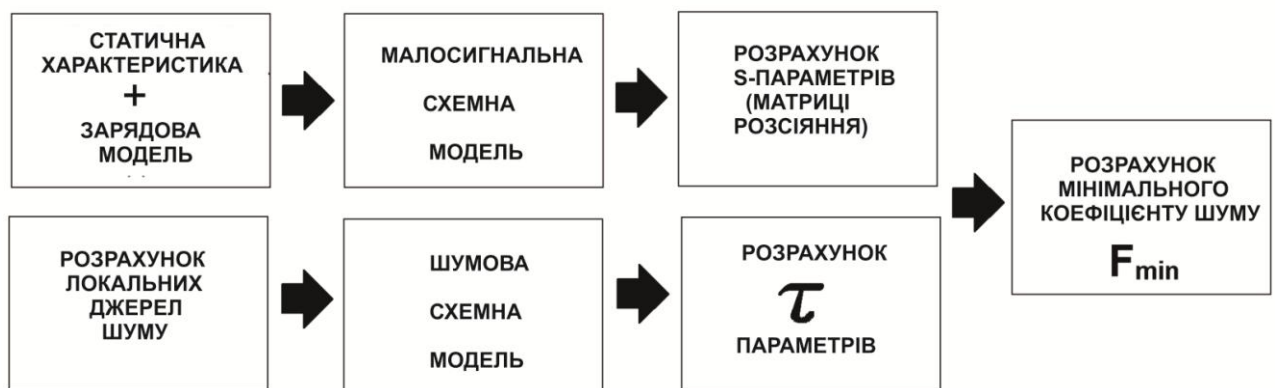 СТАТИЧНА
ХАРАКТЕРИСТИКА
+
ЗАРЯДОВА
МОДЕЛЬ
МАЛОСИГНАЛЬНА
СХЕМНА
МОДЕЛЬ
РОЗРАХУНОК
S-ПАРАМЕТРІВ
(МАТРИЦІ
РОЗСІЯННЯ)
РОЗРАХУНОК
ЛОКАЛЬНИХ
ДЖЕРЕЛ
ШУМУ
ШУМОВА
СХЕМНА
МОДЕЛЬ
РОЗРАХУНОК
τ
ПАРАМЕТРІВ
РОЗРАХУНОК
МІНІМАЛЬНОГО
КОЕФІЦІЄНТУ ШУМУ
Fmin